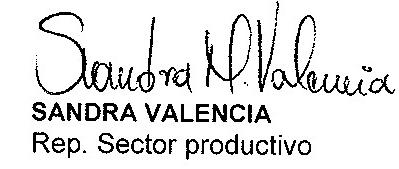 Sandra M. Valencia
SANDRA VALENCIA
Rep. Sector productivo